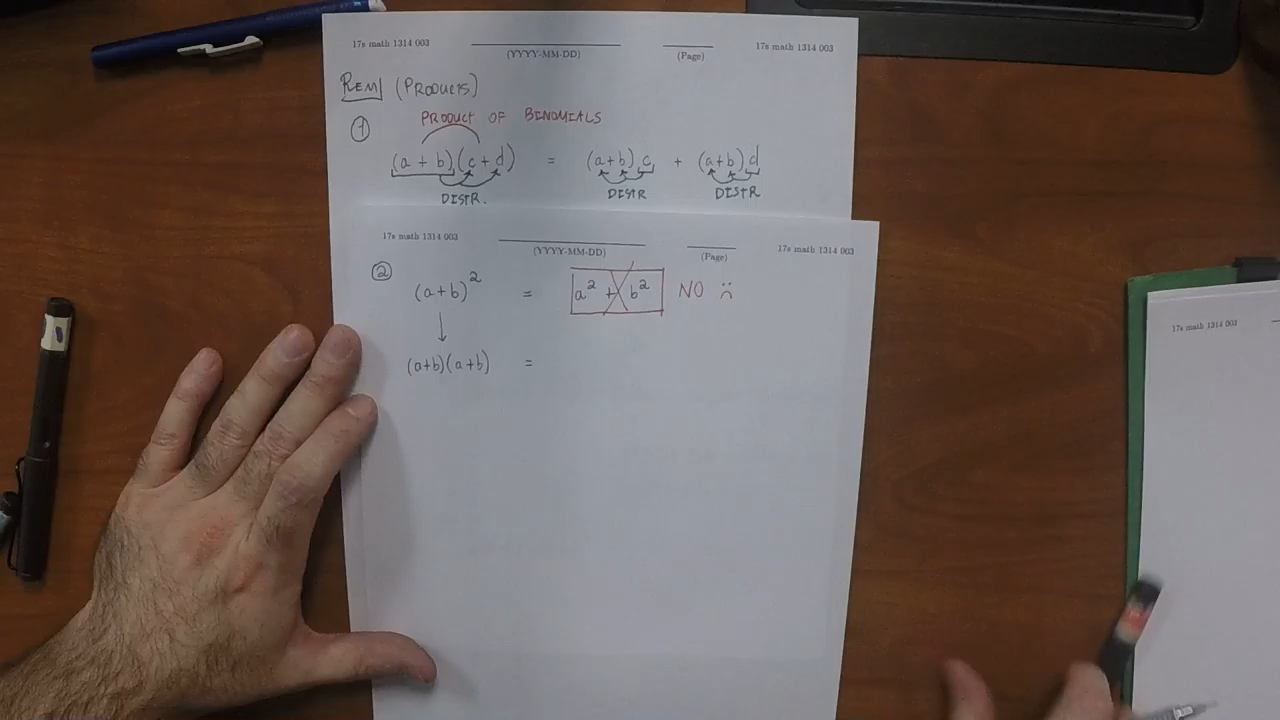 17s math 1314 003 (YYYY-MM-DD) (Page) 17s math 1314 003
REM (PRODUCTS)
① PRODUCT OF BINOMIALS
(a + b)(c + d) = (a+b)c + (a+b)d
DISTR. DISTR DISTR
17s math 1314 003 (YYYY-MM-DD) (Page) 17s math 1314 003
② (a+b)² = a² + b² NO ☹
↓
(a+b)(a+b) =
17s math 1314 003